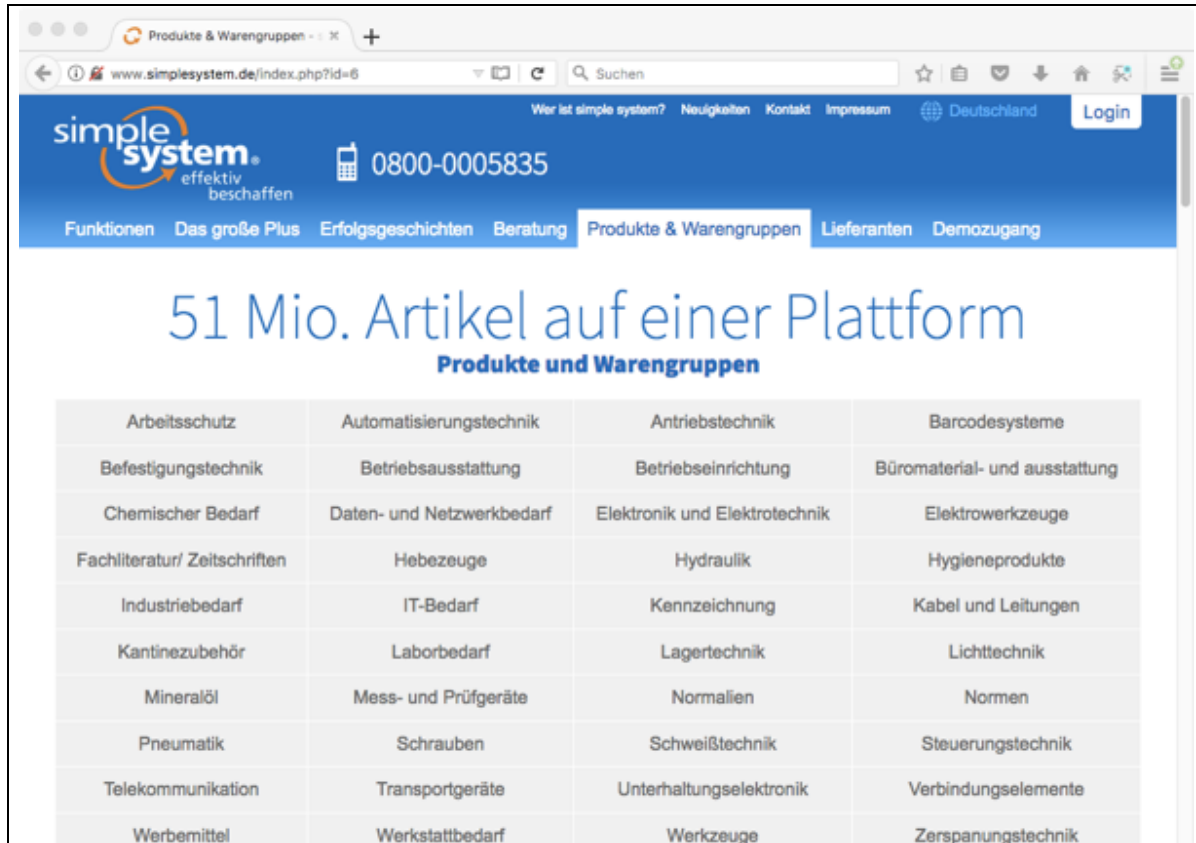 Produkte & Warengruppen - s
www.simplesystem.de/index.php?id=6
Suchen
Wer ist simple system? Neuigkeiten Kontakt Impressum Deutschland Login
simple
system.
effektiv
beschaffen
0800-0005835
Funktionen Das große Plus Erfolgsgeschichten Beratung Produkte & Warengruppen Lieferanten Demozugang
51 Mio. Artikel auf einer Plattform
Produkte und Warengruppen
Arbeitsschutz Automatisierungstechnik Antriebstechnik Barcodesysteme
Befestigungstechnik Betriebsausstattung Betriebseinrichtung Büromaterial- und ausstattung
Chemischer Bedarf Daten- und Netzwerkbedarf Elektronik und Elektrotechnik Elektrowerkzeuge
Fachliteratur/ Zeitschriften Hebezeuge Hydraulik Hygieneprodukte
Industriebedarf IT-Bedarf Kennzeichnung Kabel und Leitungen
Kantinezubehör Laborbedarf Lagertechnik Lichttechnik
Mineralöl Mess- und Prüfgeräte Normalien Normen
Pneumatik Schrauben Schweißtechnik Steuerungstechnik
Telekommunikation Transportgeräte Unterhaltungselektronik Verbindungselemente
Werbemittel Werkstattbedarf Werkzeuge Zerspanungstechnik